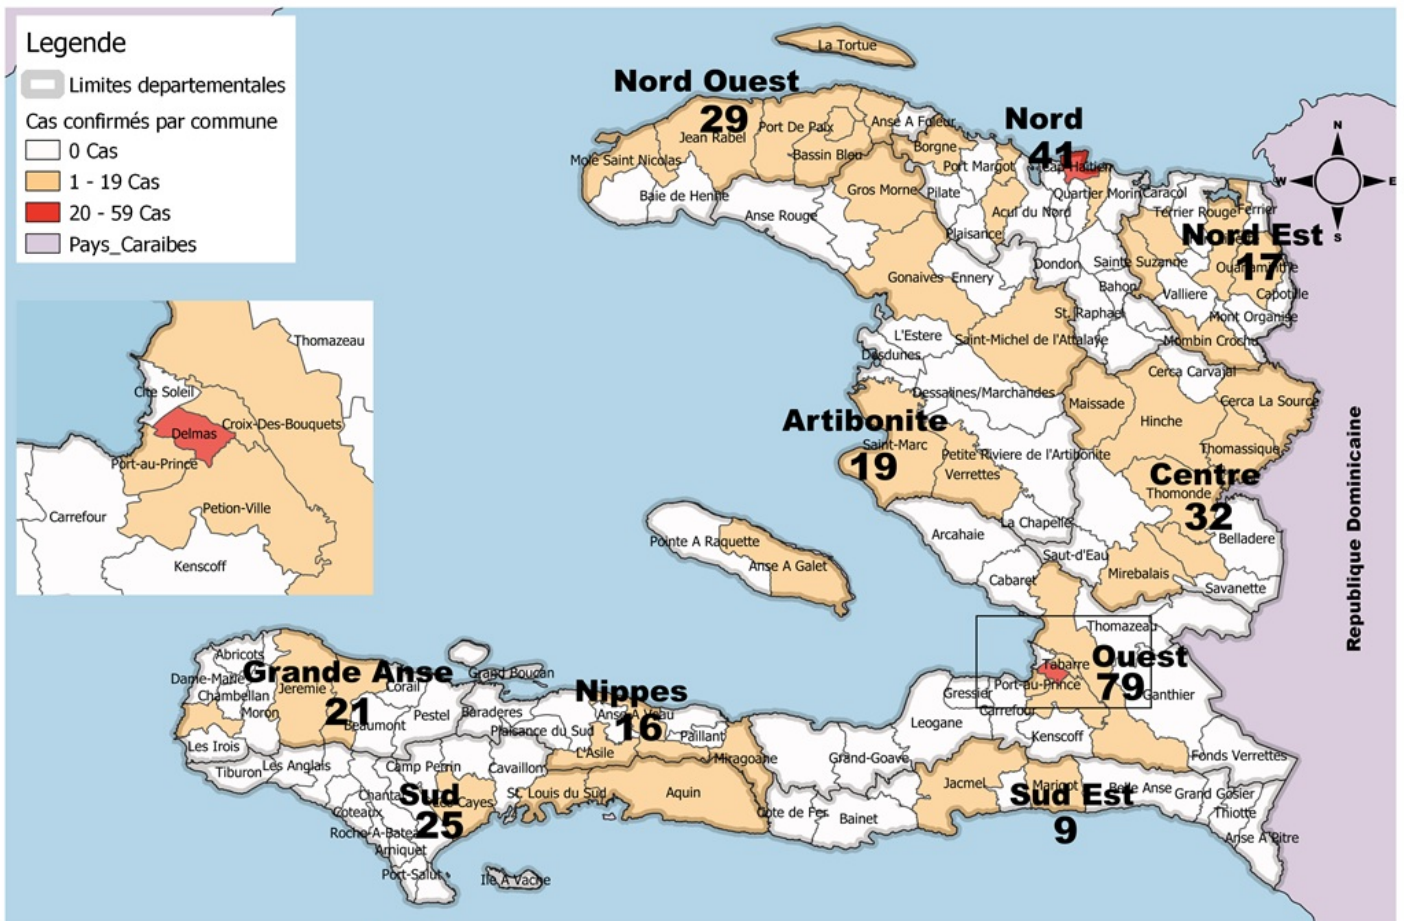 Legende
Limites departementales
Cas confirmés par commune
0 Cas
1 - 19 Cas
20 - 59 Cas
Pays_Caraibes
Thomazeau
Cite Soleil
Croix-Des-Bouquets
Delmas
Port-au-Prince
Petion-Ville
Carrefour
Kenscoff
La Tortue
Nord Ouest
29
Port De Paix
Jean Rabel
Anse A Foleur
Mole Saint Nicolas
Bassin Bleu
Baie de Henne
Nord
41
Borgne
Port Margot
Cap-Haitien
Gros Morne
Pilate
Quartier Morin
Caracol
Anse Rouge
Acul du Nord
Terrier Rouge
Ferrier
Plaisance
Nord Est
17
Gonaives
Ennery
Dondon
Sainte Suzanne
Ouanaminthe
Bahon
Valliere
Capotille
St. Raphael
Mont Organise
L'Estere
Saint-Michel de l'Attalaye
Mombin Crochu
Desdunes
Cerca Carvajal
Dessalines/Marchandes
Maissade
Cerca La Source
Artibonite
19
Hinche
Saint-Marc
Petite Riviere de l'Artibonite
Thomassique
Verrettes
Centre
32
Thomonde
La Chapelle
Belladere
Arcahaie
Saut-d'Eau
Pointe A Raquette
Anse A Galet
Cabaret
Mirebalais
Savanette
Thomazeau
Ouest
79
Tabarre
Port-au-Prince
Gressier
Ganthier
Carrefour
Leogane
Kenscoff
Grand-Goave
Fonds Verrettes
Abricots
Dame-Marie
Grande Anse
21
Chambellan
Jeremie
Corail
Grand Boucan
Moron
Beaumont
Pestel
Baraderes
Nippes
16
Anse A Veau
Plaisance du Sud
Paillant
Les Irois
L'Asile
Miragoane
Tiburon
Les Anglais
Camp Perrin
Cavaillon
Sud
25
Les Cayes
St. Louis du Sud
Aquin
Coteaux
Arniquet
Port-Salut
Ile A Vache
Cote de Fer
Bainet
Jacmel
Marigot
Belle Anse
Sud Est
9
Grand Gosier
Thiotte
Anse A Pitre
Republique Dominicaine
N
W
E
S